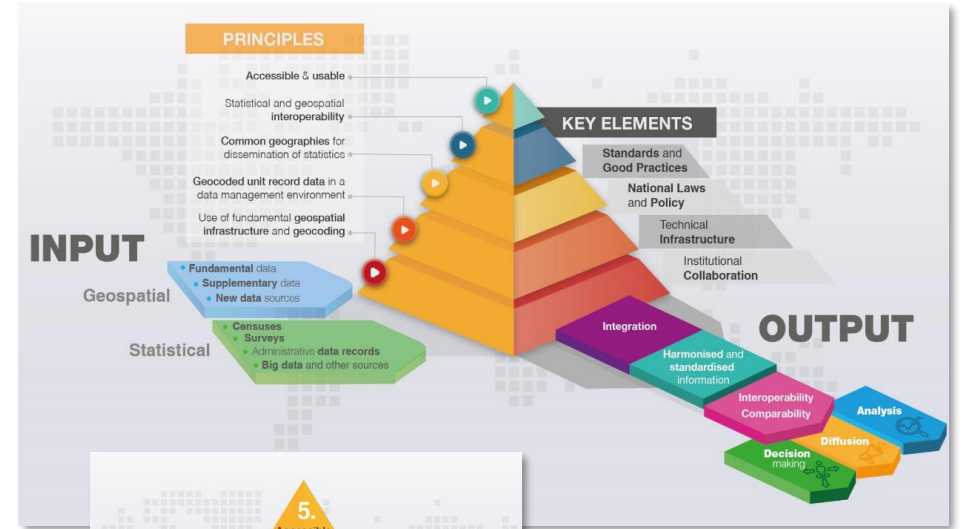 PRINCIPLES
Accessible & usable
Statistical and geospatial
interoperability
Common geographies for
dissemination of statistics
Geocoded unit record data in a
data management environment
Use of fundamental geospatial
infrastructure and geocoding
KEY ELEMENTS
Standards and
Good Practices
National Laws
and Policy
Technical
Infrastructure
Institutional
Collaboration
INPUT
Geospatial
• Fundamental data
• Supplementary data
• New data sources
Statistical
• Censuses
• Surveys
• Administrative data records
• Big data and other sources
OUTPUT
Integration
Harmonised and
standardised
information
Interoperability
Comparability
Analysis
Diffusion
Decision
making
5.